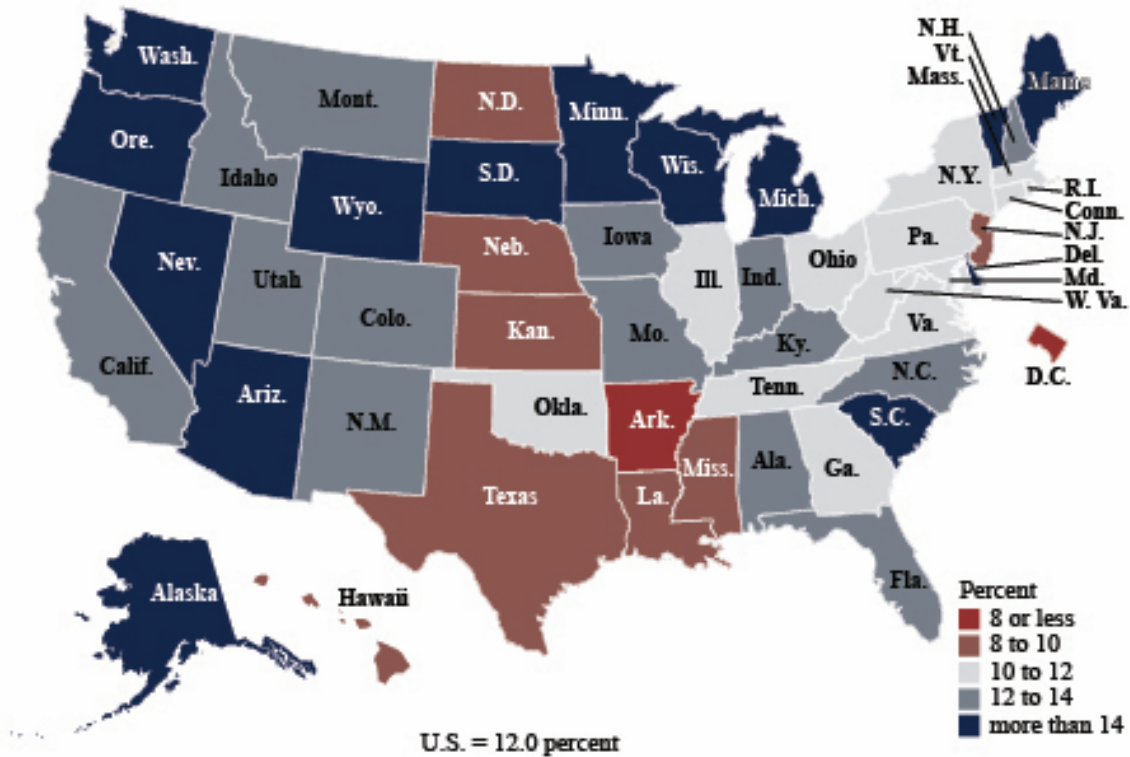 N.H.
Vt.
Mass.
Wash.
Maine
Mont.
N.D.
Minn.
Ore.
Idaho
S.D.
Wis.
Mich.
N.Y.
R.I.
Conn.
N.J.
Del.
Md.
W. Va.
Wyo.
Iowa
Pa.
Neb.
Nev.
Utah
Ill.
Ind.
Ohio
Colo.
Kan.
Mo.
Ky.
Va.
Calif.
D.C.
Ariz.
N.M.
Okla.
Ark.
Tenn.
N.C.
S.C.
Texas
La.
Miss.
Ala.
Ga.
Fla.
Alaska
Hawaii
Percent
8 or less
8 to 10
10 to 12
12 to 14
more than 14
U.S. = 12.0 percent